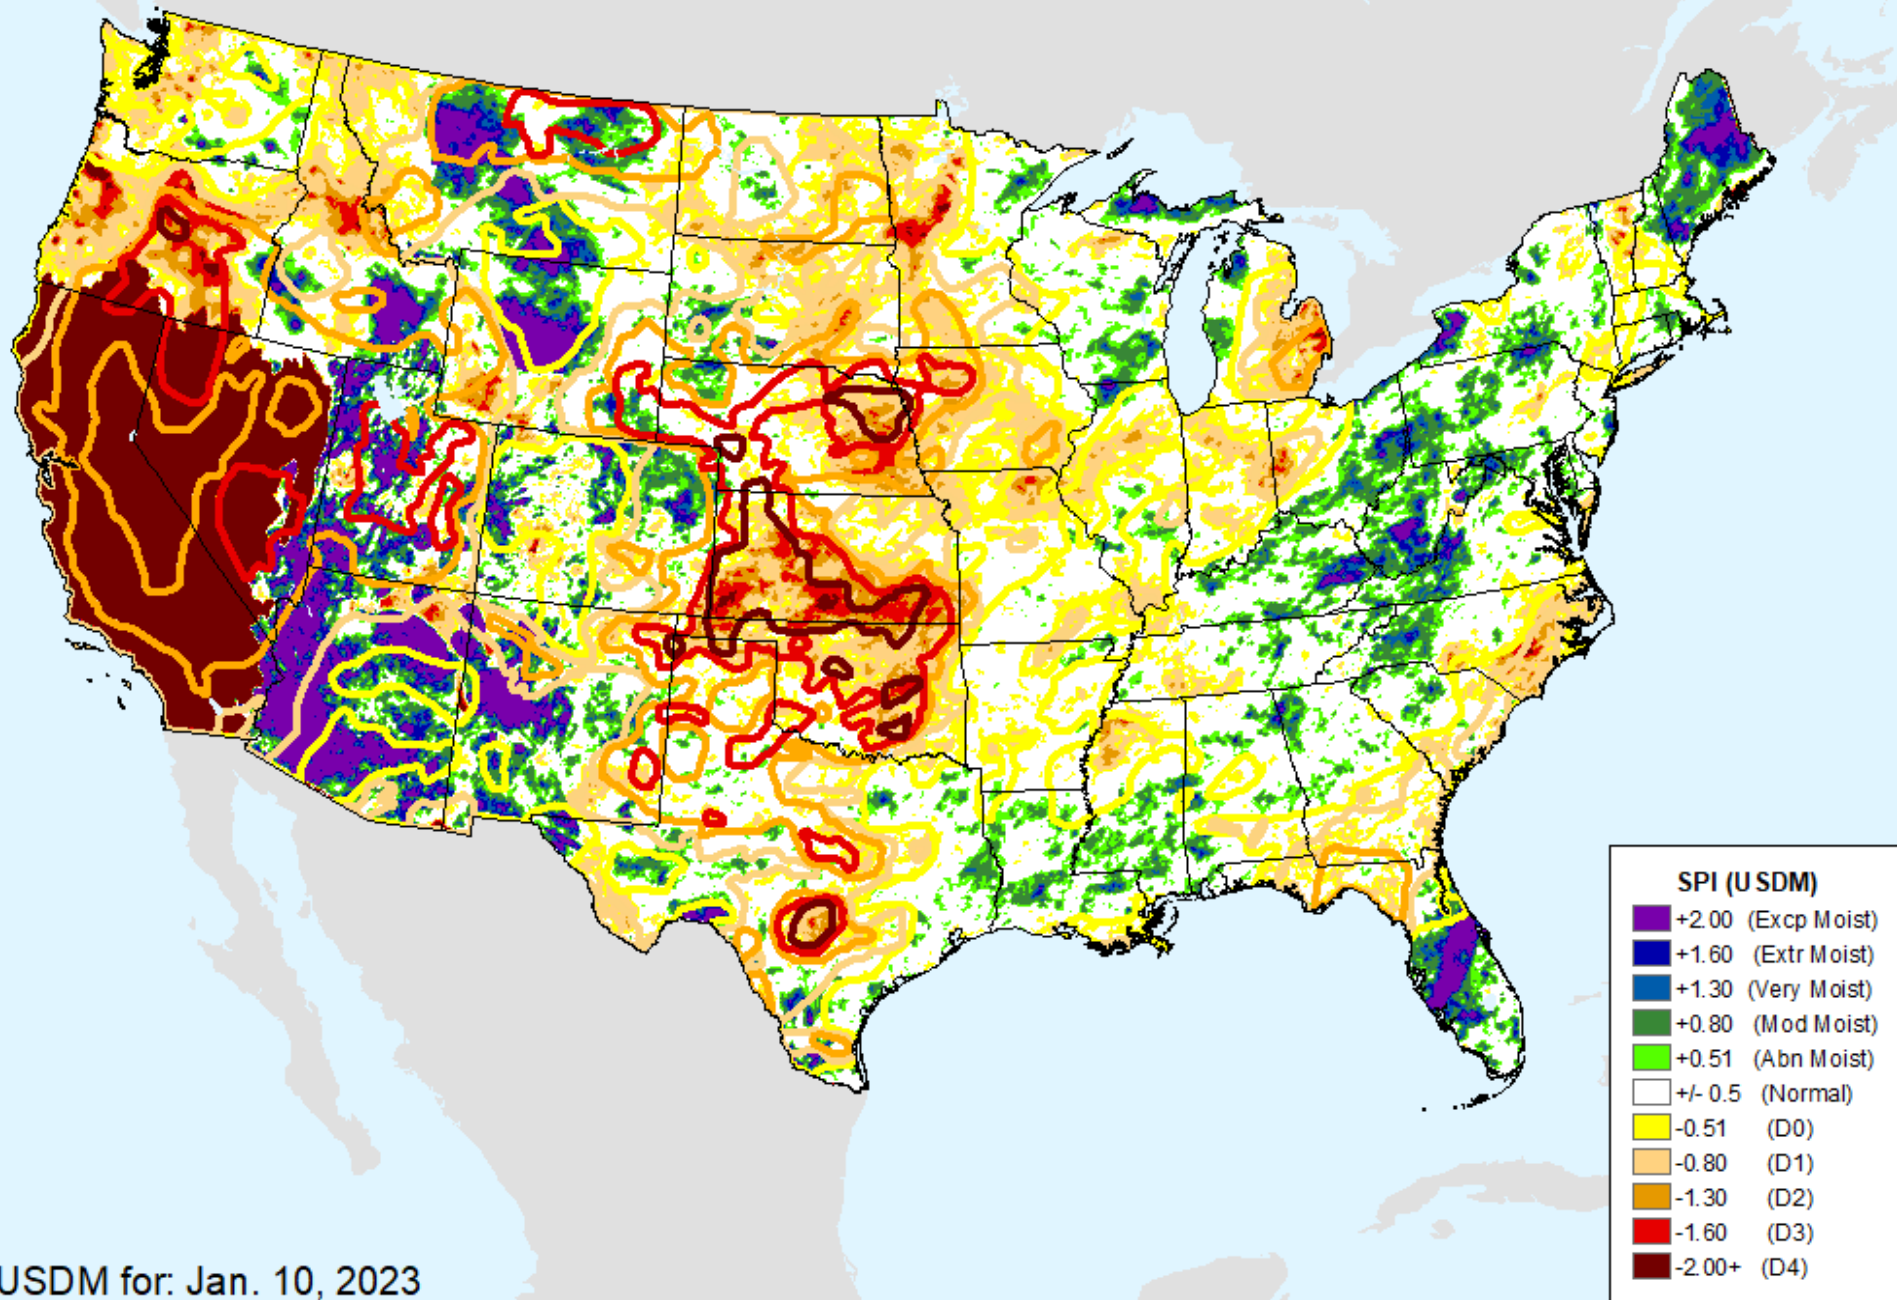 SPI (USDM)
+2.00 (Excp Moist)
+1.60 (Extr Moist)
+1.30 (Very Moist)
+0.80 (Mod Moist)
+0.51 (Abn Moist)
+/- 0.5 (Normal)
-0.51 (D0)
-0.80 (D1)
-1.30 (D2)
-1.60 (D3)
-2.00+ (D4)
USDM for: Jan. 10, 2023